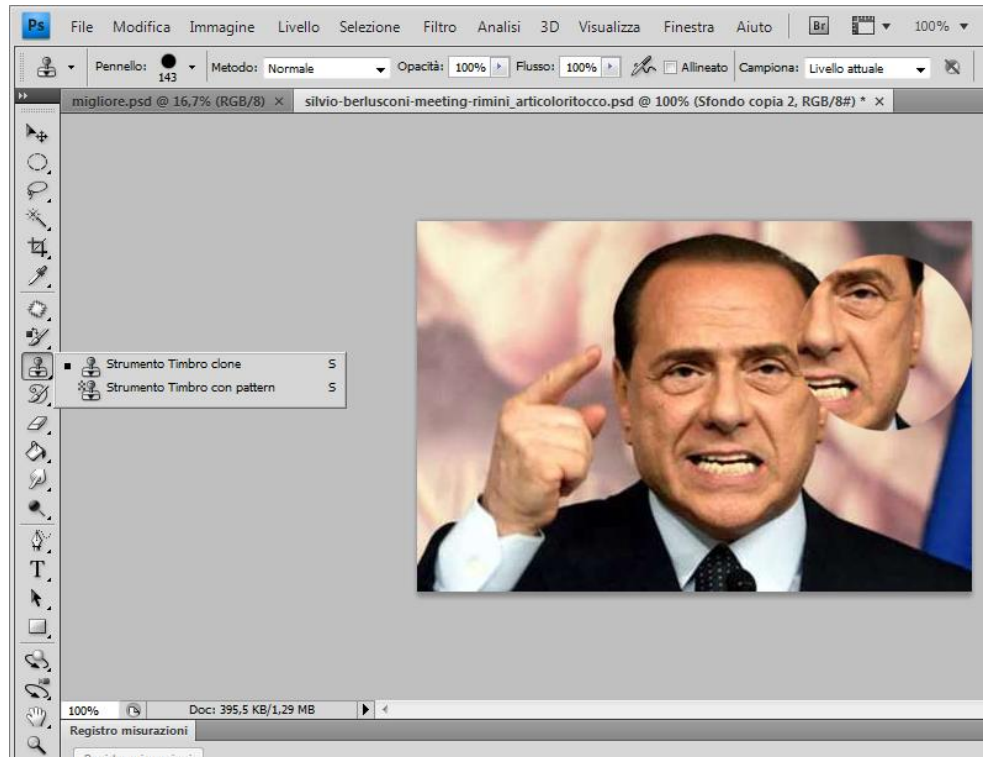 Ps File Modifica Immagine Livello Selezione Filtro Analisi 3D Visualizza Finestra Aiuto Br 100%
Pennello: 143 Metodo: Normale Opacità: 100% Flusso: 100% Allineato Campiona: Livello attuale
migliore.psd @ 16,7% (RGB/8) × silvio-berlusconi-meeting-rimini_articoloritocco.psd @ 100% (Sfondo copia 2, RGB/8#) * ×
Strumento Timbro clone S
Strumento Timbro con pattern S
T
100% Doc: 395,5 KB/1,29 MB
Registro misurazioni